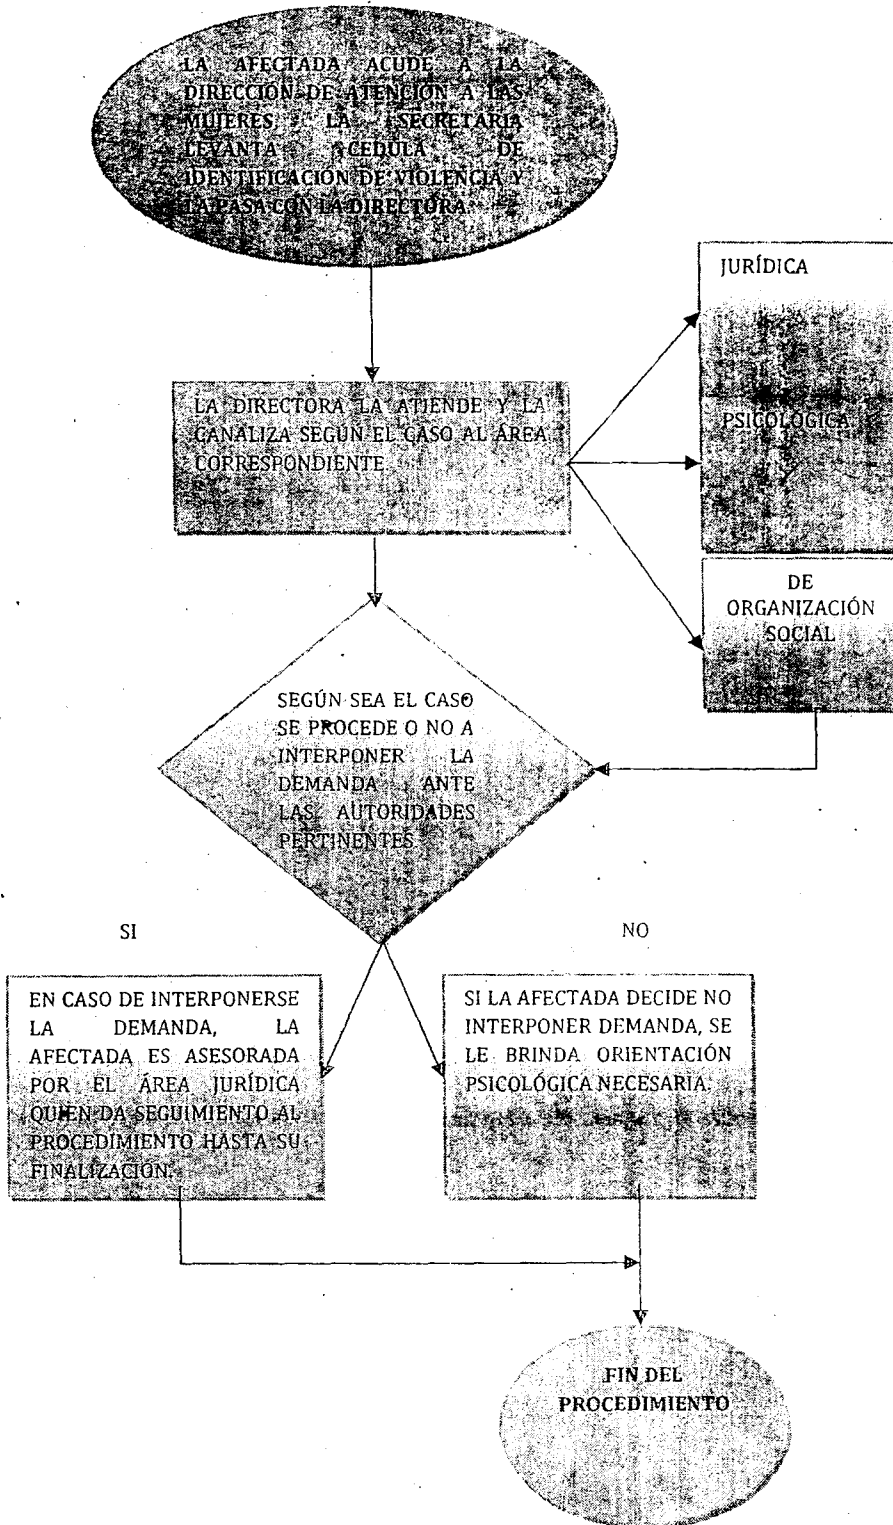 LA AFECTADA ACUDE A LA
DIRECCIÓN DE ATENCIÓN A LAS
MUJERES, LA SECRETARIA
LEVANTA CEDULA DE
IDENTIFICACIÓN DE VIOLENCIA Y
LA PASA CON LA DIRECTORA.
JURÍDICA
PSICOLÓGICA
LA DIRECTORA LA ATIENDE Y LA
CANALIZA SEGÚN EL CASO AL ÁREA
CORRESPONDIENTE
DE
ORGANIZACIÓN
SOCIAL
SEGÚN SEA EL CASO
SE PROCEDE O NO A
INTERPONER LA
DEMANDA ANTE
LAS AUTORIDADES
PERTINENTES
SI
NO
EN CASO DE INTERPONERSE
LA DEMANDA, LA
AFECTADA ES ASESORADA
POR EL ÁREA JURÍDICA
QUIEN DA SEGUIMIENTO AL
PROCEDIMIENTO HASTA SU
FINALIZACIÓN.
SI LA AFECTADA DECIDE NO
INTERPONER DEMANDA, SE
LE BRINDA ORIENTACIÓN
PSICOLÓGICA NECESARIA.
FIN DEL
PROCEDIMIENTO